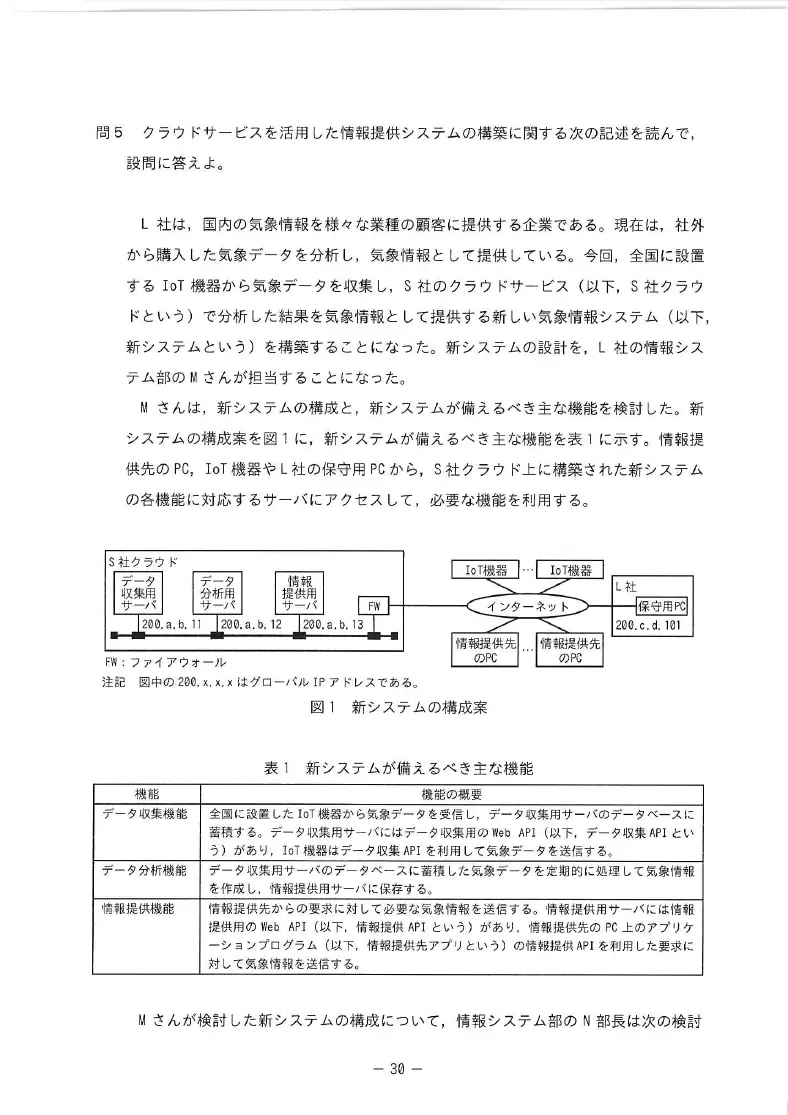 問5 クラウドサービスを活用した情報提供システムの構築に関する次の記述を読んで，
設問に答えよ。
L 社は，国内の気象情報を様々な業種の顧客に提供する企業である。現在は，社外
から購入した気象データを分析し，気象情報として提供している。今回，全国に設置
する IoT 機器から気象データを収集し，S 社のクラウドサービス（以下，S 社クラウ
ドという）で分析した結果を気象情報として提供する新しい気象情報システム（以下，
新システムという）を構築することになった。新システムの設計を，L 社の情報シス
テム部の M さんが担当することになった。
M さんは，新システムの構成と，新システムが備えるべき主な機能を検討した。新
システムの構成案を図1に，新システムが備えるべき主な機能を表1に示す。情報提
供先の PC，IoT 機器や L 社の保守用 PC から，S 社クラウド上に構築された新システム
の各機能に対応するサーバにアクセスして，必要な機能を利用する。
S 社クラウド
データ
収集用
サーバ
データ
分析用
サーバ
情報
提供用
サーバ
FW
200.a.b.11
200.a.b.12
200.a.b.13
IoT機器
…
IoT機器
インターネット
L 社
保守用PC
200.c.d.101
情報提供先
のPC
…
情報提供先
のPC
FW：ファイアウォール
注記 図中の 200.x.x.x はグローバル IP アドレスである。
図1 新システムの構成案
表1 新システムが備えるべき主な機能
機能 機能の概要
データ収集機能 全国に設置した IoT 機器から気象データを受信し，データ収集用サーバのデータベースに
蓄積する。データ収集用サーバにはデータ収集用の Web API（以下，データ収集 API とい
う）があり，IoT 機器はデータ収集 API を利用して気象データを送信する。
データ分析機能 データ収集用サーバのデータベースに蓄積した気象データを定期的に処理して気象情報
を作成し，情報提供用サーバに保存する。
情報提供機能 情報提供先からの要求に対して必要な気象情報を送信する。情報提供用サーバには情報
提供用の Web API（以下，情報提供 API という）があり，情報提供先の PC 上のアプリケ
ーションプログラム（以下，情報提供先アプリという）の情報提供 API を利用した要求に
対して気象情報を送信する。
M さんが検討した新システムの構成について，情報システム部の N 部長は次の検討
− 30 −